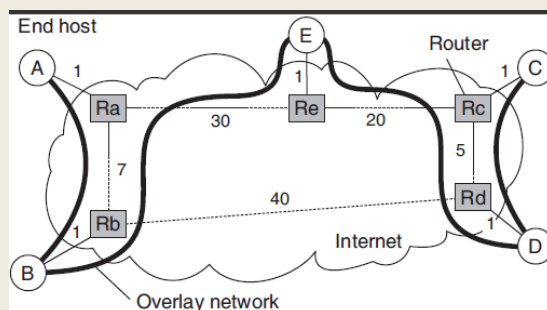 End host
E
Router
A
1
1
C
1
Ra
Re
Rc
30
20
7
5
40
Rd
Rb
1
1
Internet
B
D
Overlay network